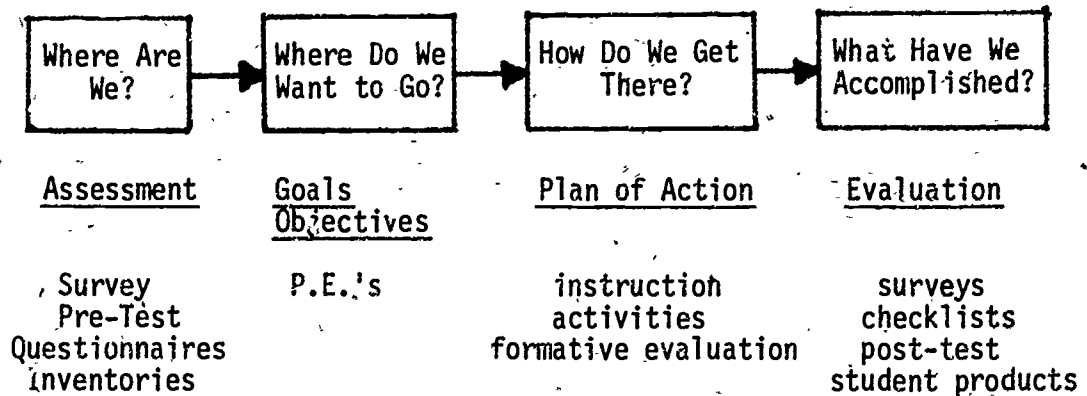 Where Are
We?
Where Do We
Want to Go?
How Do We Get
There?
What Have We
Accomplished?
Assessment
Goals
Objectives
Plan of Action
Evaluation
Survey
Pre-Test
Questionnaires
inventories
P.E.'s
instruction
activities
formative evaluation
surveys
checklists
post-test
student products